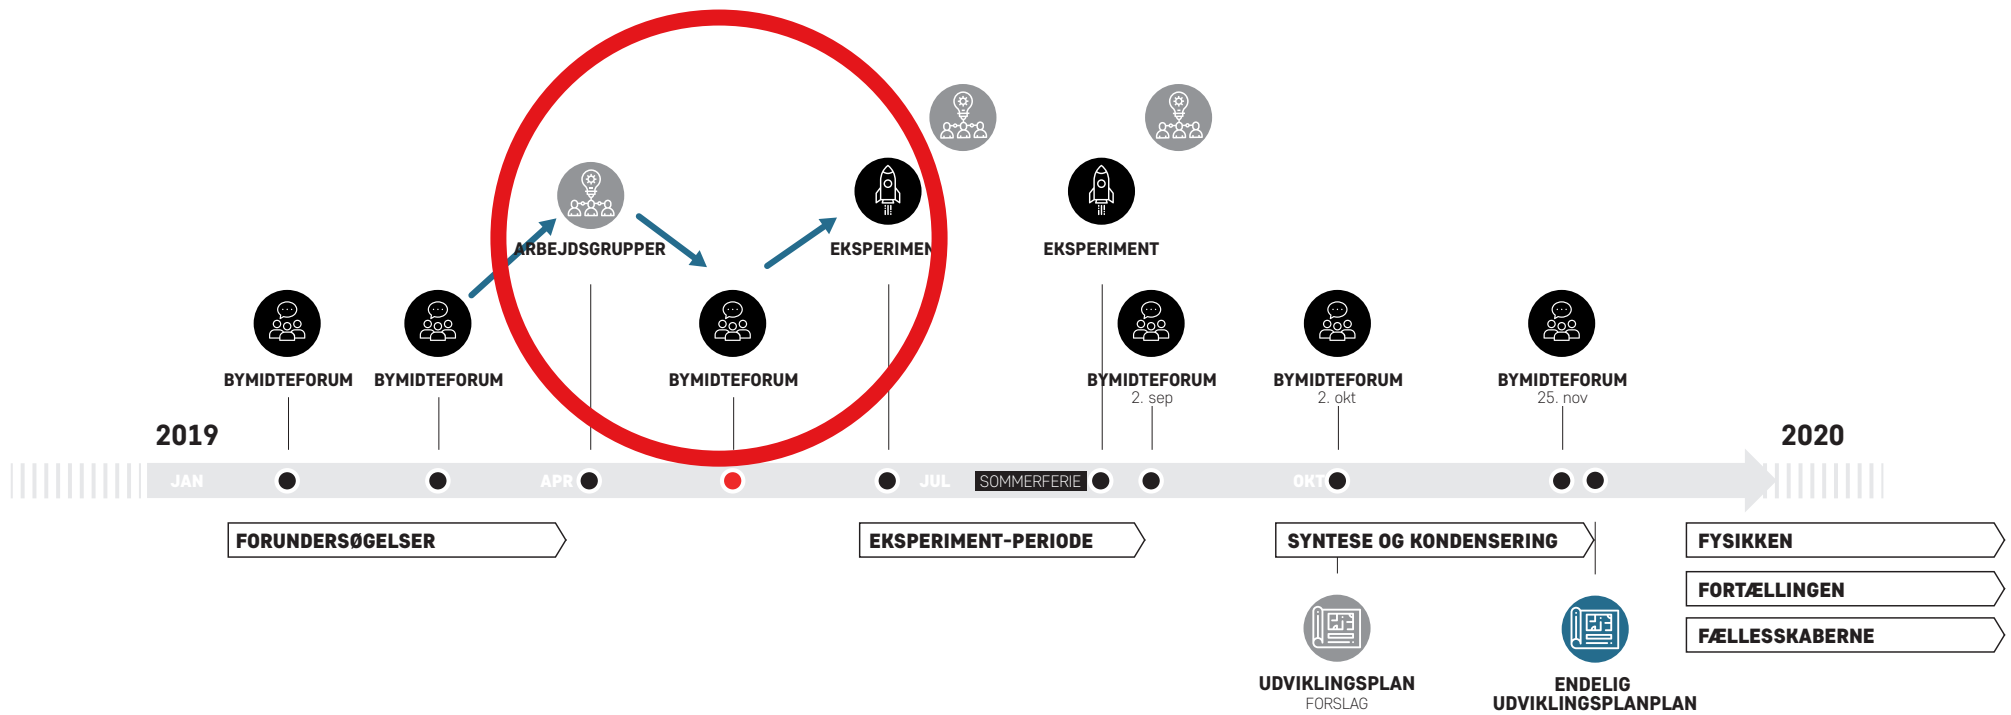 ARBEJDSGRUPPER
EKSPERIMENT
EKSPERIMENT
BYMIDTEFORUM
BYMIDTEFORUM
BYMIDTEFORUM
BYMIDTEFORUM
2. sep
BYMIDTEFORUM
2. okt
BYMIDTEFORUM
25. nov
2019
2020
JAN
APR
JUL
SOMMERFERIE
OKT
FORUNDERSØGELSER
EKSPERIMENT-PERIODE
SYNTESE OG KONDENSERING
FYSIKKEN
FORTÆLLINGEN
FÆLLESSKABERNE
UDVIKLINGSPLAN
FORSLAG
ENDELIG
UDVIKLINGSPLANPLAN